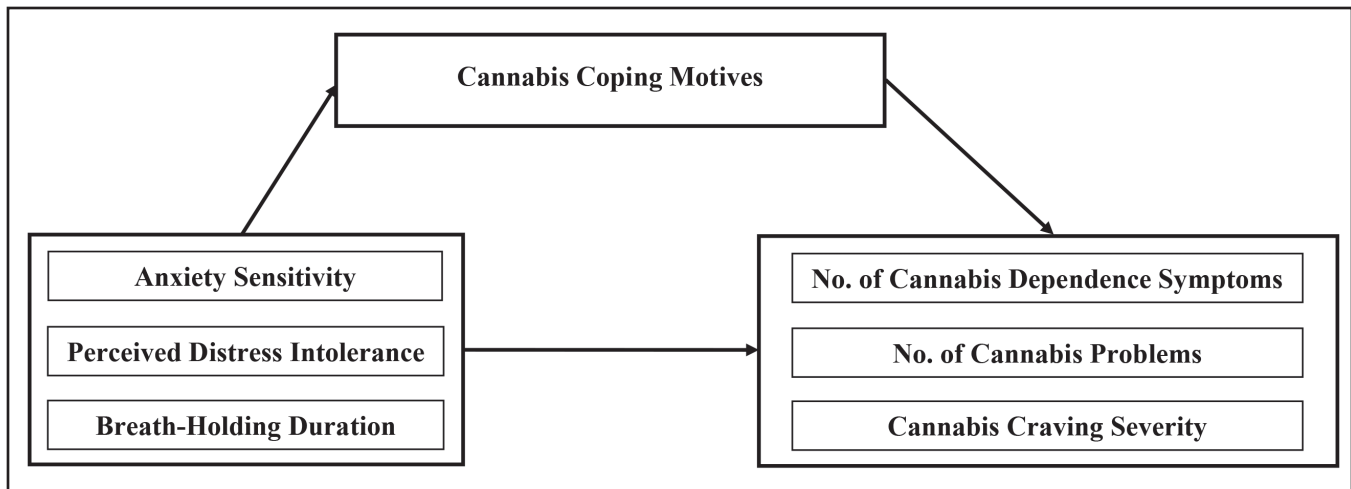 Cannabis Coping Motives
Anxiety Sensitivity
Perceived Distress Intolerance
Breath-Holding Duration
No. of Cannabis Dependence Symptoms
No. of Cannabis Problems
Cannabis Craving Severity